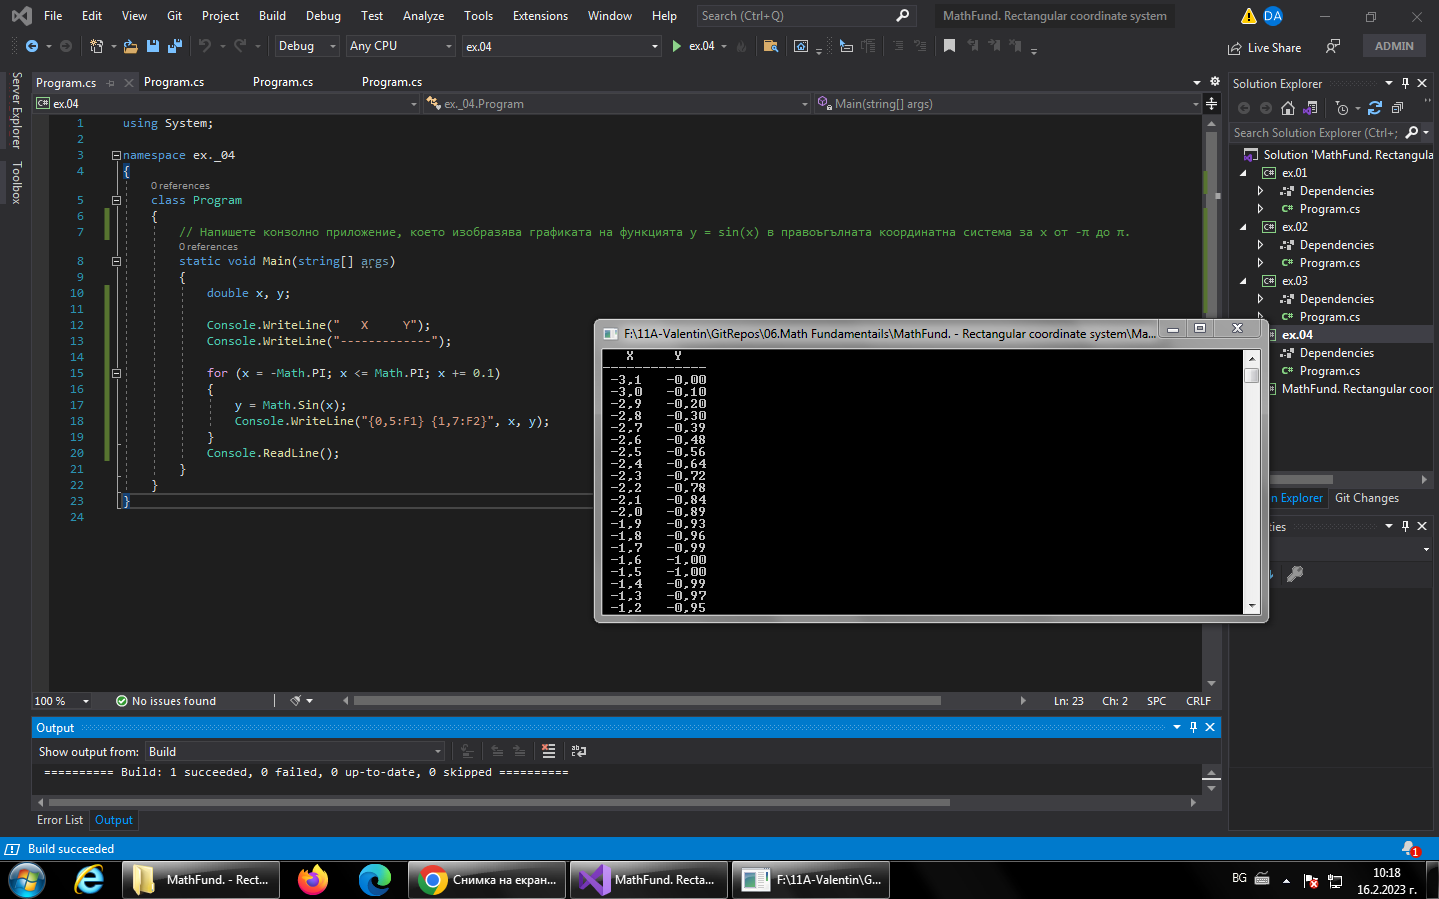 File Edit View Git Project Build Debug Test Analyze Tools Extensions Window Help Search (Ctrl+Q) MathFund. Rectangular coordinate system DA
Debug Any CPU ex.04 ex.04 Live Share ADMIN
Server Explorer
Toolbox
Program.cs Program.cs Program.cs Program.cs
C# ex.04 ex._04.Program Main(string[] args)
1 using System;
2
3 namespace ex._04
4 {
0 references
5 class Program
6 {
7 // Напишете конзолно приложение, което изобразява графиката на функцията y = sin(x) в правоъгълната координатна система за x от -π до π.
0 references
8 static void Main(string[] args)
9 {
10 double x, y;
11
12 Console.WriteLine("   X     Y");
13 Console.WriteLine("-------------");
14
15 for (x = -Math.PI; x <= Math.PI; x += 0.1)
16 {
17 y = Math.Sin(x);
18 Console.WriteLine("{0,5:F1} {1,7:F2}", x, y);
19 }
20 Console.ReadLine();
21 }
22 }
23 }
24
F:\11A-Valentin\GitRepos\06.Math Fundamentails\MathFund. - Rectangular coordinate system\Ma...
X Y
-------------
-3,1 -0,00
-3,0 -0,10
-2,9 -0,20
-2,8 -0,30
-2,7 -0,39
-2,6 -0,48
-2,5 -0,56
-2,4 -0,64
-2,3 -0,72
-2,2 -0,78
-2,1 -0,84
-2,0 -0,89
-1,9 -0,93
-1,8 -0,96
-1,7 -0,99
-1,6 -1,00
-1,5 -1,00
-1,4 -0,99
-1,3 -0,97
-1,2 -0,95
Solution Explorer
Search Solution Explorer (Ctrl+;
Solution 'MathFund. Rectangula
C# ex.01
Dependencies
C# Program.cs
C# ex.02
Dependencies
C# Program.cs
C# ex.03
Dependencies
C# Program.cs
ex.04
Dependencies
C# Program.cs
MathFund. Rectangular coor
n Explorer Git Changes
ties
100 % No issues found Ln: 23 Ch: 2 SPC CRLF
Output
Show output from: Build
========== Build: 1 succeeded, 0 failed, 0 up-to-date, 0 skipped ==========
Error List Output
Build succeeded 1
MathFund. - Rect... Снимка на екран... MathFund. Recta... F:\11A-Valentin\G... BG 10:18
16.2.2023 г.